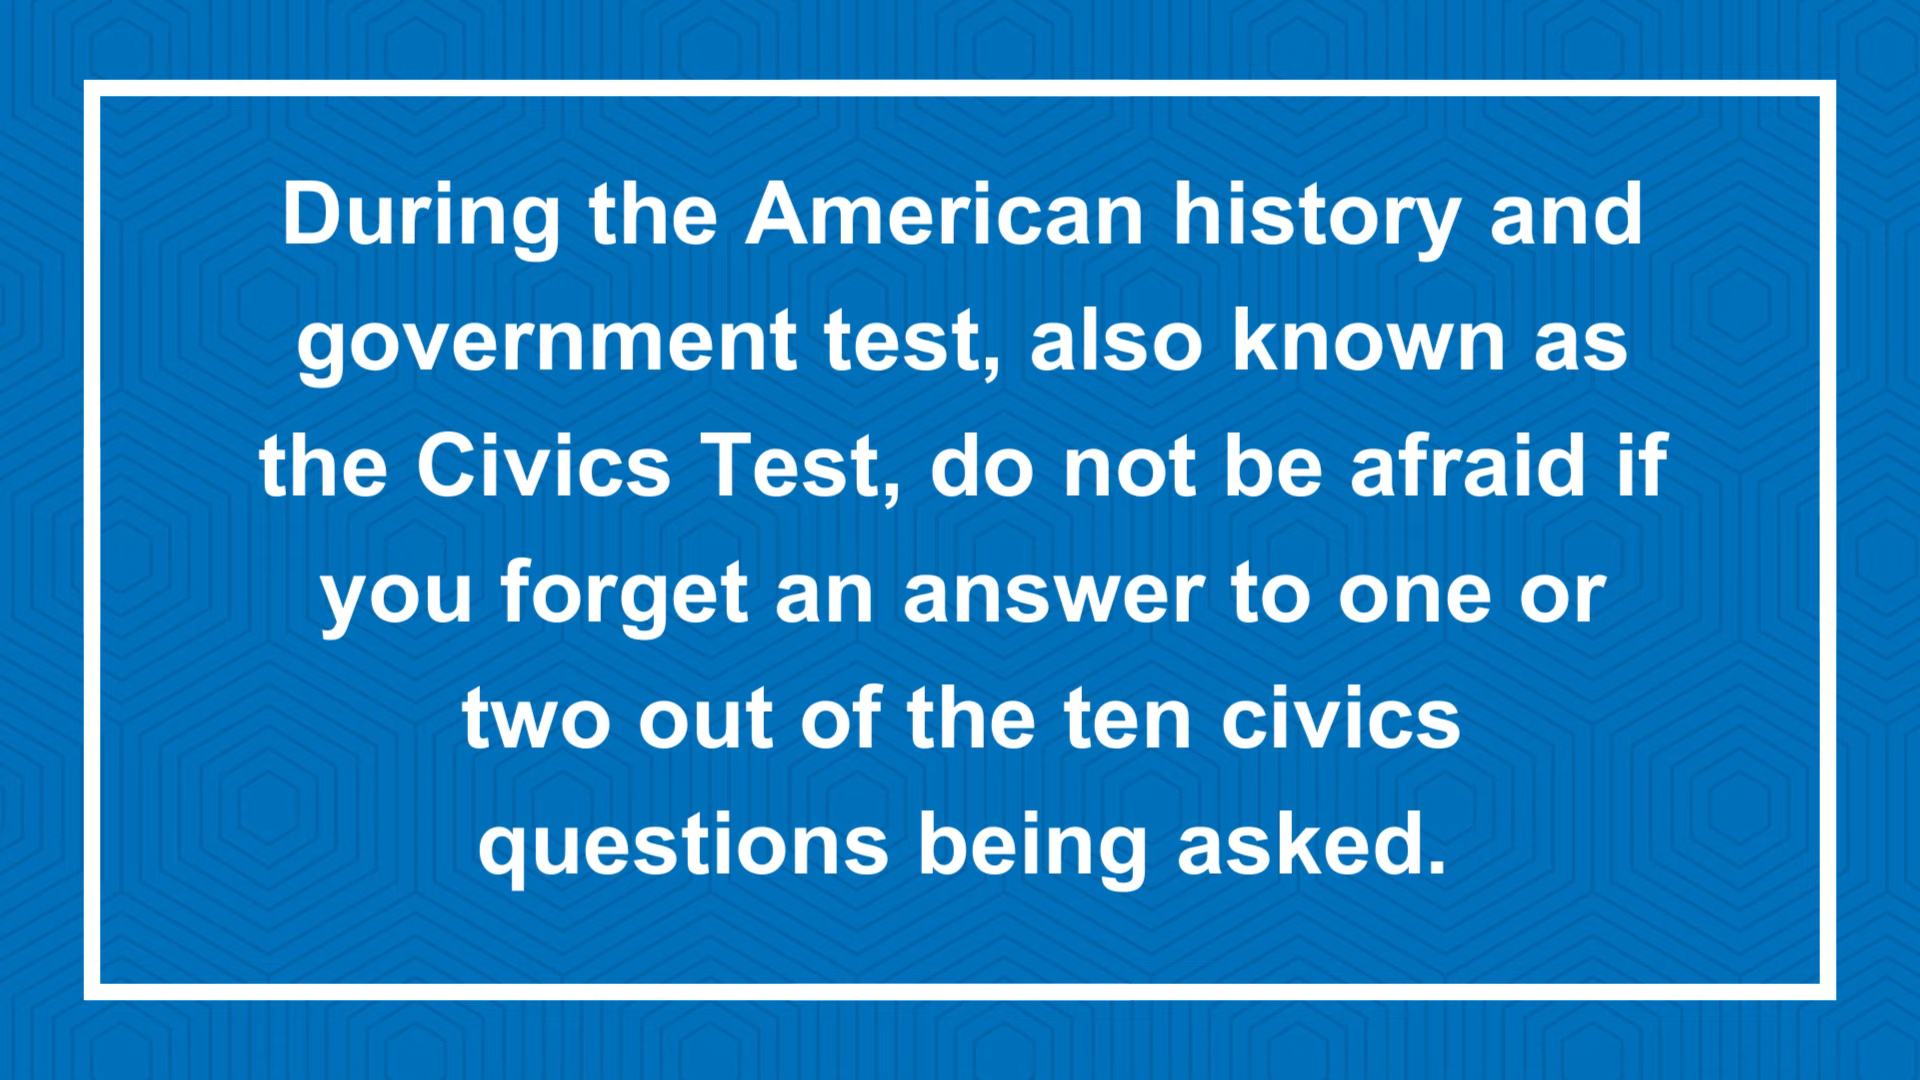 During the American history and
government test, also known as
the Civics Test, do not be afraid if
you forget an answer to one or
two out of the ten civics
questions being asked.